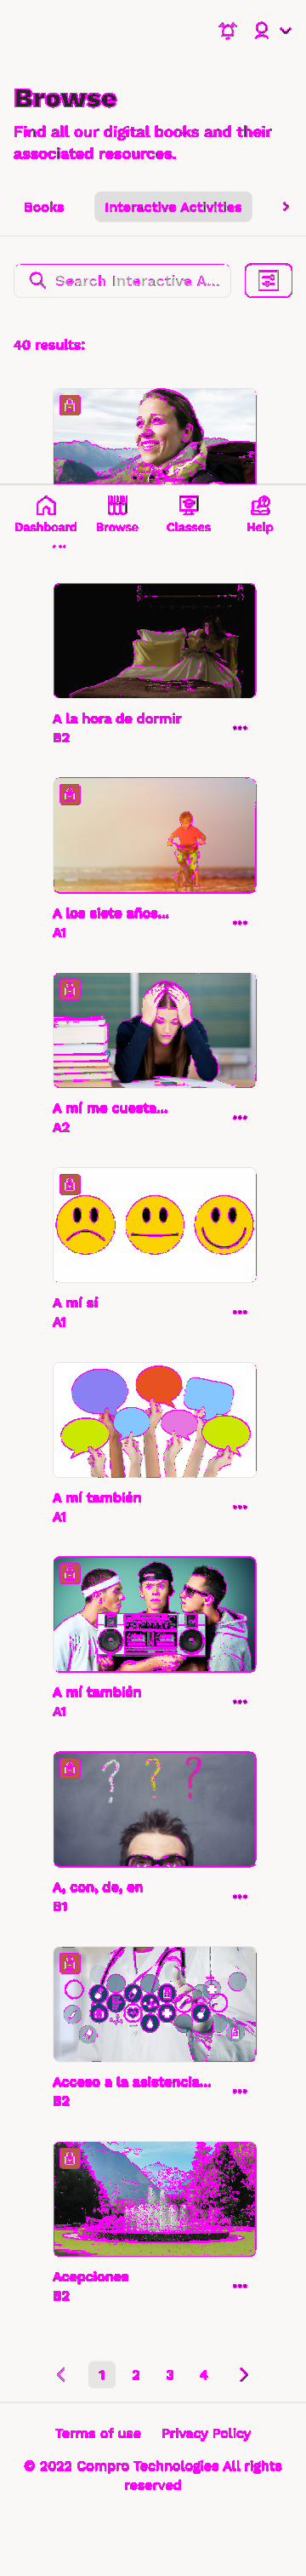 Browse
Find all our digital books and their
associated resources.
Books Interactive Activities
Search Interactive A...
40 results:
Dashboard Browse Classes Help
A la hora de dormir
B2
A los siete años...
A1
A mí me cuesta...
A2
A mí sí
A1
A mí también
A1
A mí también
A1
A, con, de, en
B1
Acceso a la asistencia...
B2
Acepciones
B2
1 2 3 4
Terms of use Privacy Policy
© 2022 Compro Technologies All rights
reserved